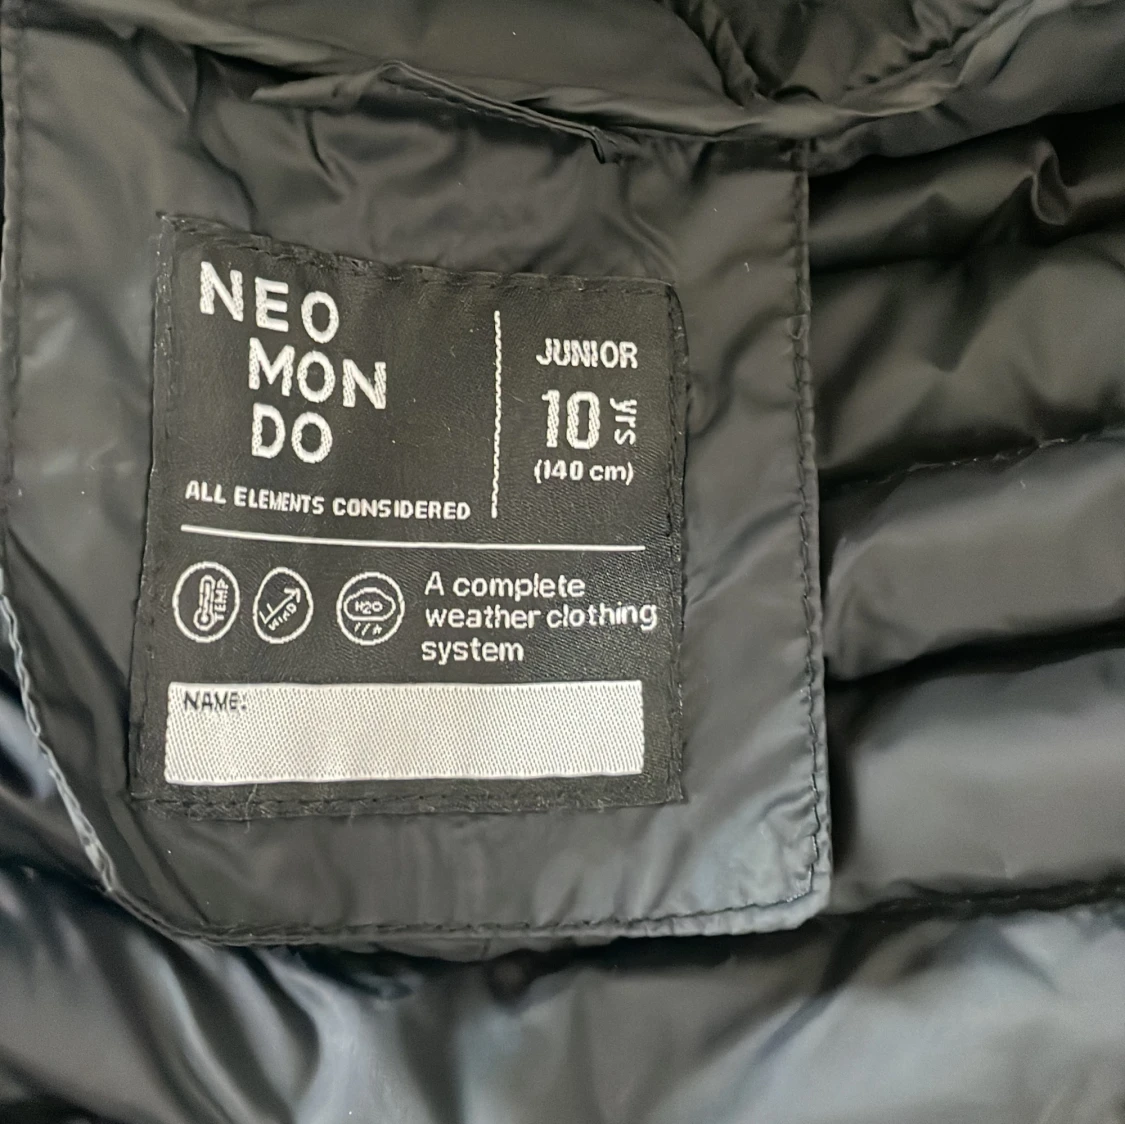 NEO
MON
DO
ALL ELEMENTS CONSIDERED
JUNIOR
10 yrs
(140 cm)
TEMP
WIND
H2O
A complete
weather clothing
system
NAME: